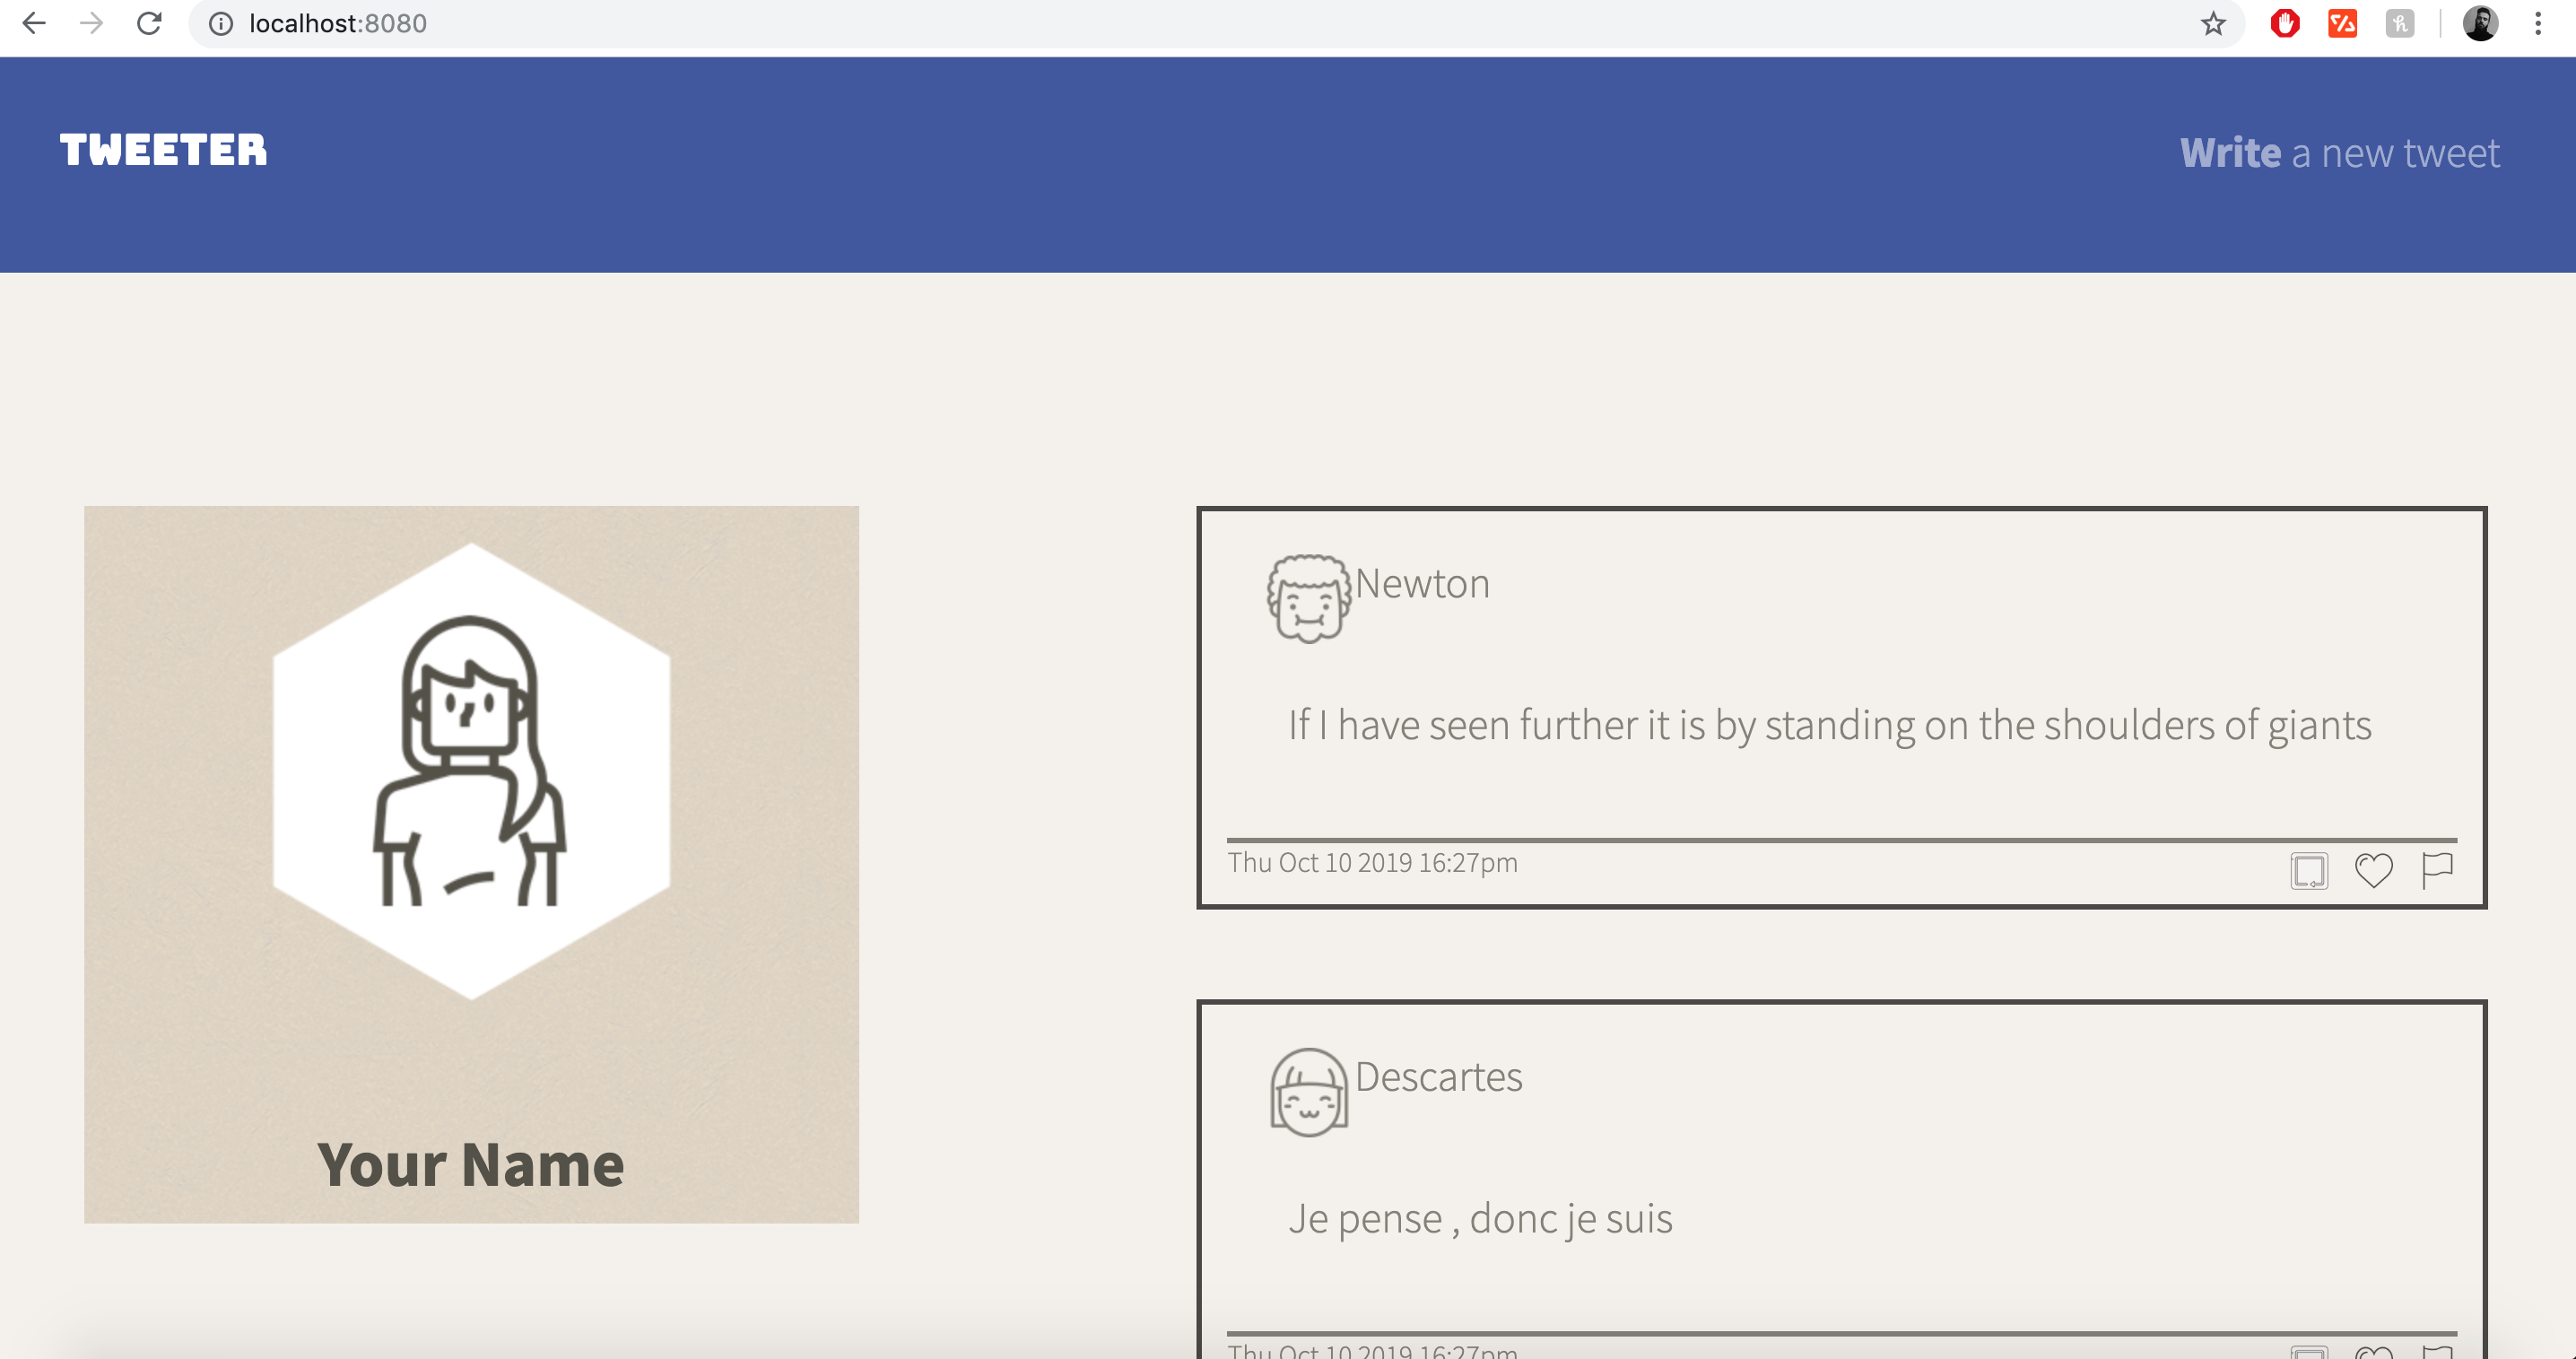 localhost:8080
TWEETER
Write a new tweet
Your Name
Newton
If I have seen further it is by standing on the shoulders of giants
Thu Oct 10 2019 16:27pm
Descartes
Je pense , donc je suis
Thu Oct 10 2019 16:27pm